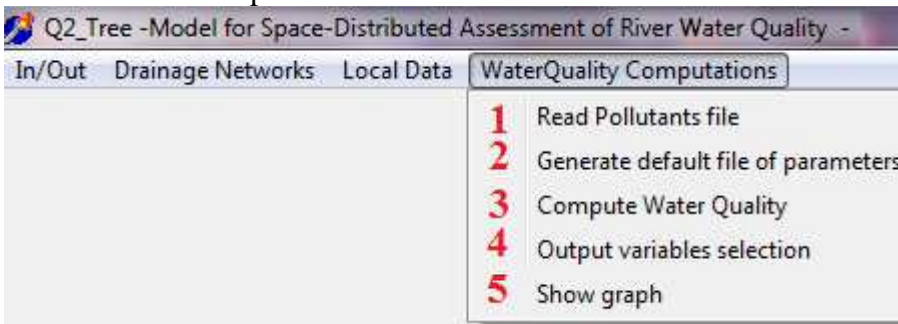 Q2_Tree -Model for Space-Distributed Assessment of River Water Quality -
In/Out Drainage Networks Local Data WaterQuality Computations
1 Read Pollutants file
2 Generate default file of parameters
3 Compute Water Quality
4 Output variables selection
5 Show graph